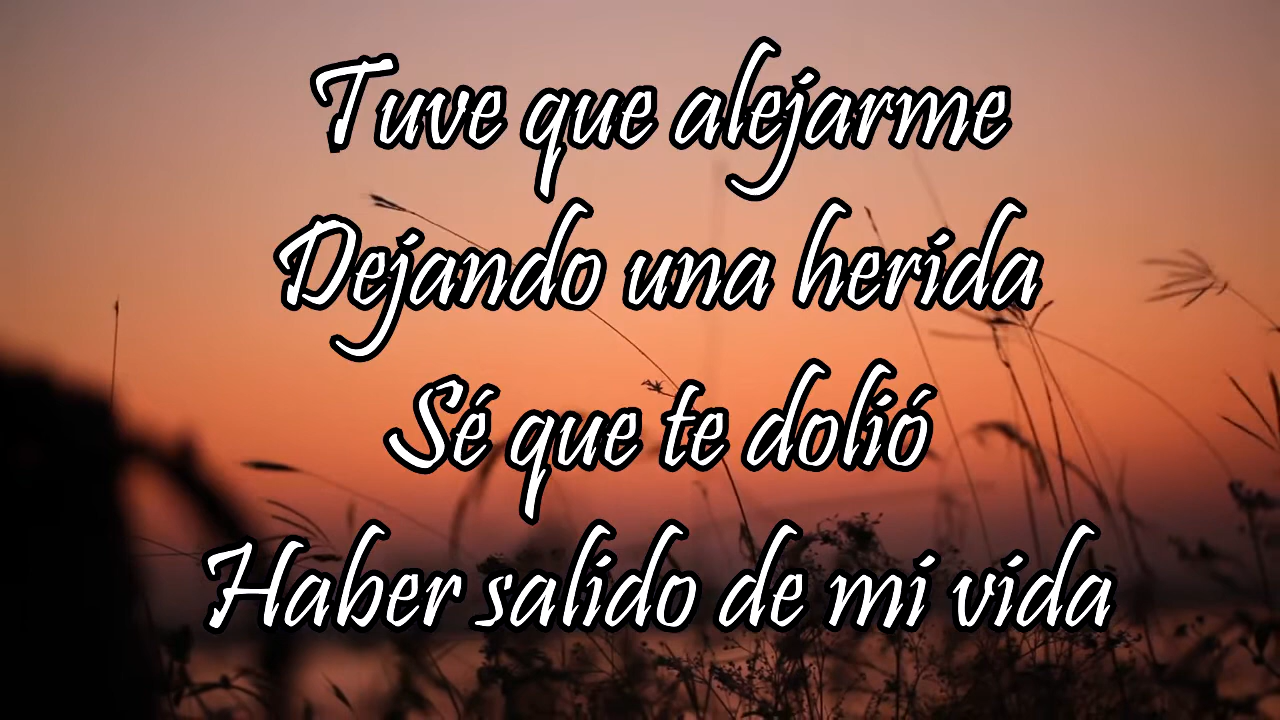 Tuve que alejarme
Dejando una herida
Sé que te dolió
Haber salido de mi vida